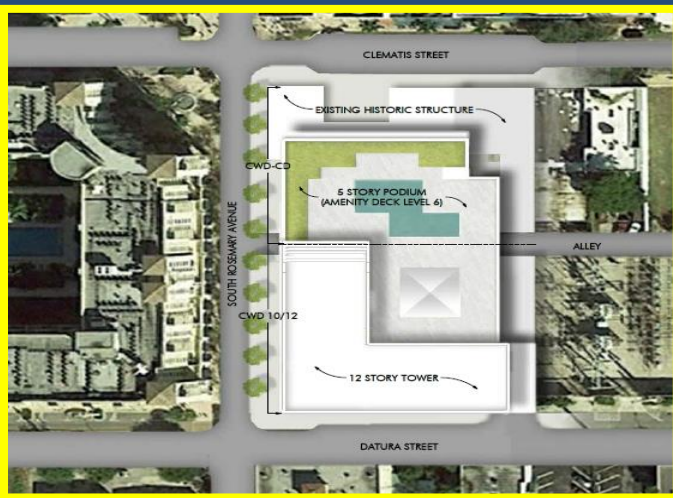 CLEMATIS STREET
EXISTING HISTORIC STRUCTURE
CWD-CD
5 STORY PODIUM
(AMENITY DECK LEVEL 6)
SOUTH ROSEMARY AVENUE
ALLEY
CWD 10/12
12 STORY TOWER
DATURA STREET